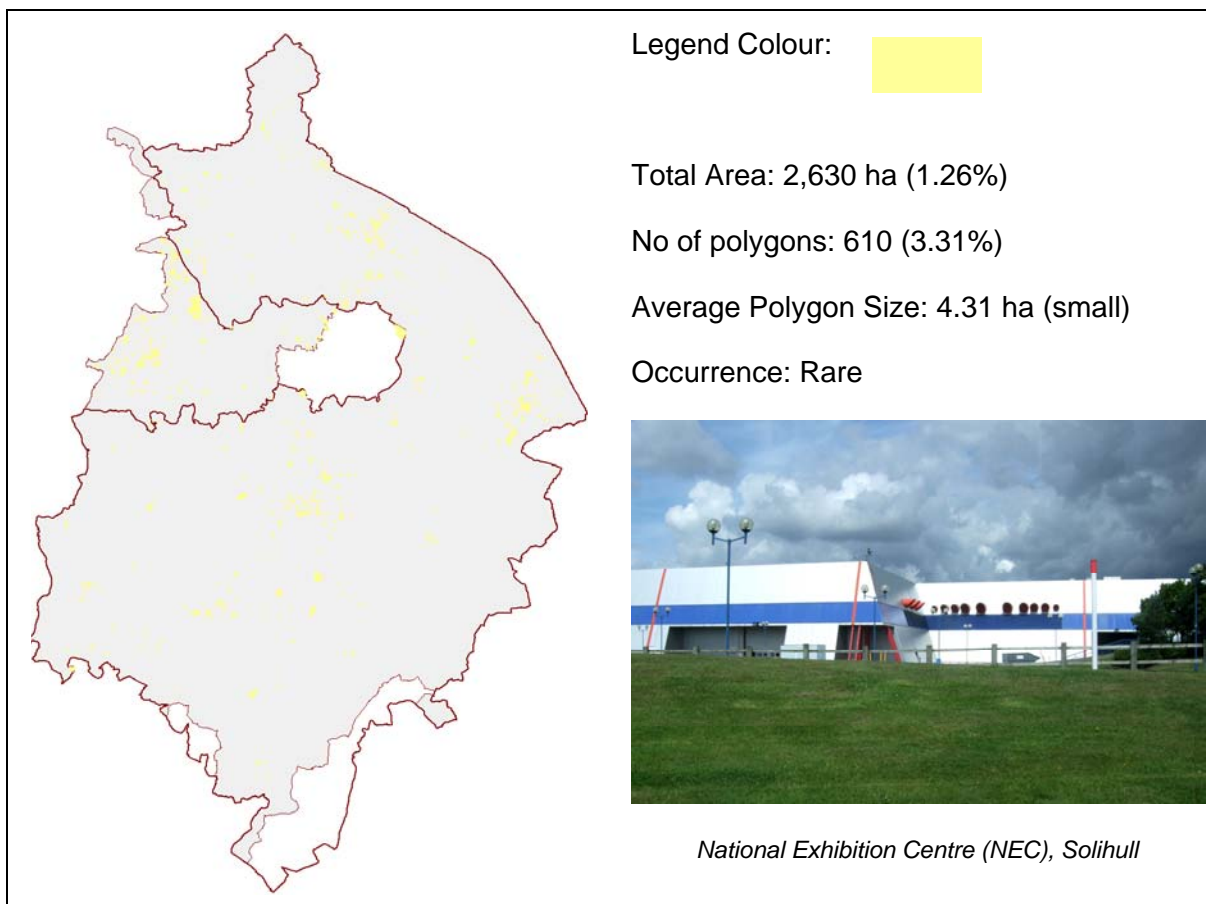 Legend Colour:
Total Area: 2,630 ha (1.26%)
No of polygons: 610 (3.31%)
Average Polygon Size: 4.31 ha (small)
Occurrence: Rare
National Exhibition Centre (NEC), Solihull